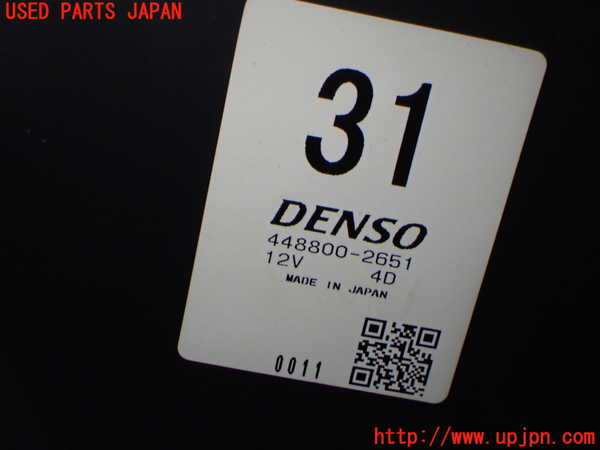 USED PARTS JAPAN
31
DENSO
448800-2651
12V 4D
MADE IN JAPAN
0011
http://www.upjpn.com/